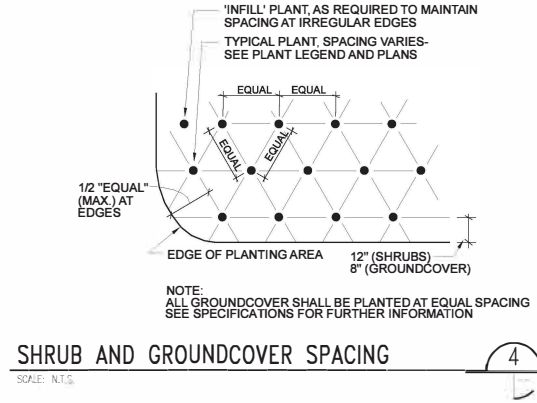 'INFILL' PLANT, AS REQUIRED TO MAINTAIN
SPACING AT IRREGULAR EDGES
TYPICAL PLANT, SPACING VARIES-
SEE PLANT LEGEND AND PLANS
EQUAL EQUAL
EQUAL EQUAL
1/2 "EQUAL"
(MAX.) AT
EDGES
EDGE OF PLANTING AREA
12" (SHRUBS)
8" (GROUNDCOVER)
NOTE:
ALL GROUNDCOVER SHALL BE PLANTED AT EQUAL SPACING
SEE SPECIFICATIONS FOR FURTHER INFORMATION
SHRUB AND GROUNDCOVER SPACING
4
SCALE: N.T.S.